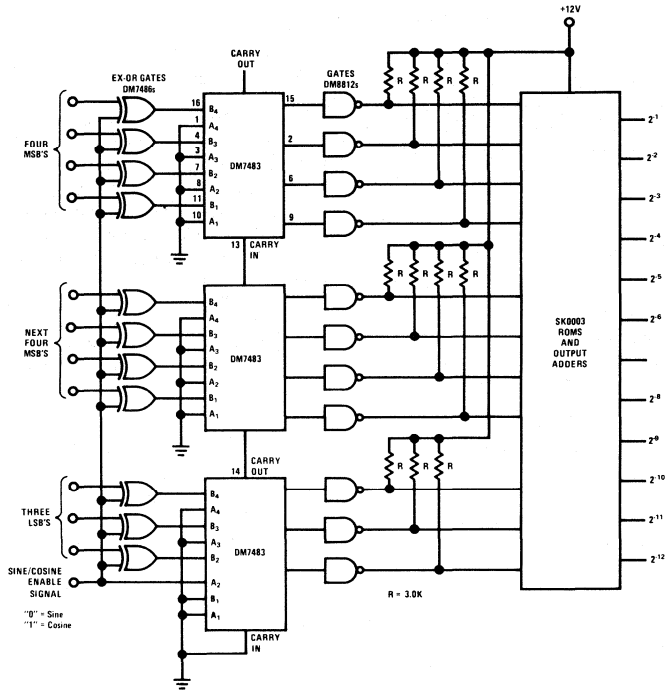 +12V
CARRY
OUT
EX-OR GATES
DM7486s
GATES
DM8812s
R R R R
16 B4
1 A4
4 B3
3 A3
7 B2
8 A2
11 B1
10 A1
DM7483
15
2
6
9
FOUR
MSB'S
13 CARRY
IN
R R R R
B4
A4
B3
A3
B2
A2
B1
A1
DM7483
NEXT
FOUR
MSB'S
14 CARRY
OUT
R R R
B4
A4
B3
A3
B2
A2
B1
A1
DM7483
THREE
LSB'S
SINE/COSINE
ENABLE
SIGNAL
"0" = Sine
"1" = Cosine
CARRY
IN
R = 3.0K
SK0003
ROMS
AND
OUTPUT
ADDERS
2-1
2-2
2-3
2-4
2-5
2-6
2-8
2-9
2-10
2-11
2-12